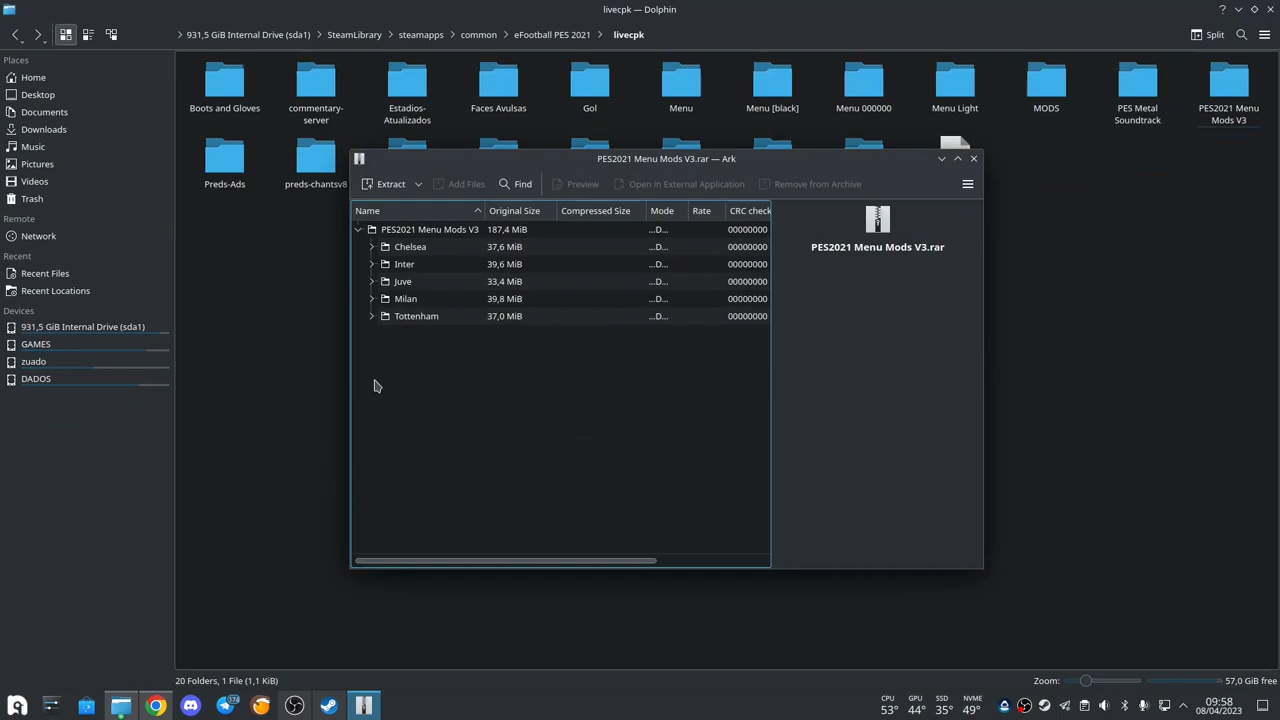 livecpk — Dolphin
931,5 GiB Internal Drive (sda1) SteamLibrary steamapps common eFootball PES 2021 livecpk
Split
Places
Home
Desktop
Documents
Downloads
Music
Pictures
Videos
Trash
Remote
Network
Recent
Recent Files
Recent Locations
Devices
931,5 GiB Internal Drive (sda1)
GAMES
zuado
DADOS
Boots and Gloves
commentary-server
Estadios-Atualizados
Faces Avulsas
Gol
Menu
Menu [black]
Menu 000000
Menu Light
MODS
PES Metal Soundtrack
PES2021 Menu Mods V3
Preds-Ads
preds-chantsv8
PES2021 Menu Mods V3.rar — Ark
Extract Add Files Find Preview Open in External Application Remove from Archive
Name Original Size Compressed Size Mode Rate CRC check
PES2021 Menu Mods V3 187,4 MiB ...D... 00000000
Chelsea 37,6 MiB ...D... 00000000
Inter 39,6 MiB ...D... 00000000
Juve 33,4 MiB ...D... 00000000
Milan 39,8 MiB ...D... 00000000
Tottenham 37,0 MiB ...D... 00000000
PES2021 Menu Mods V3.rar
20 Folders, 1 File (1,1 KiB)
Zoom:
57,0 GiB free
174
CPU GPU SSD NVME
53° 44° 35° 49°
09:58
08/04/2023